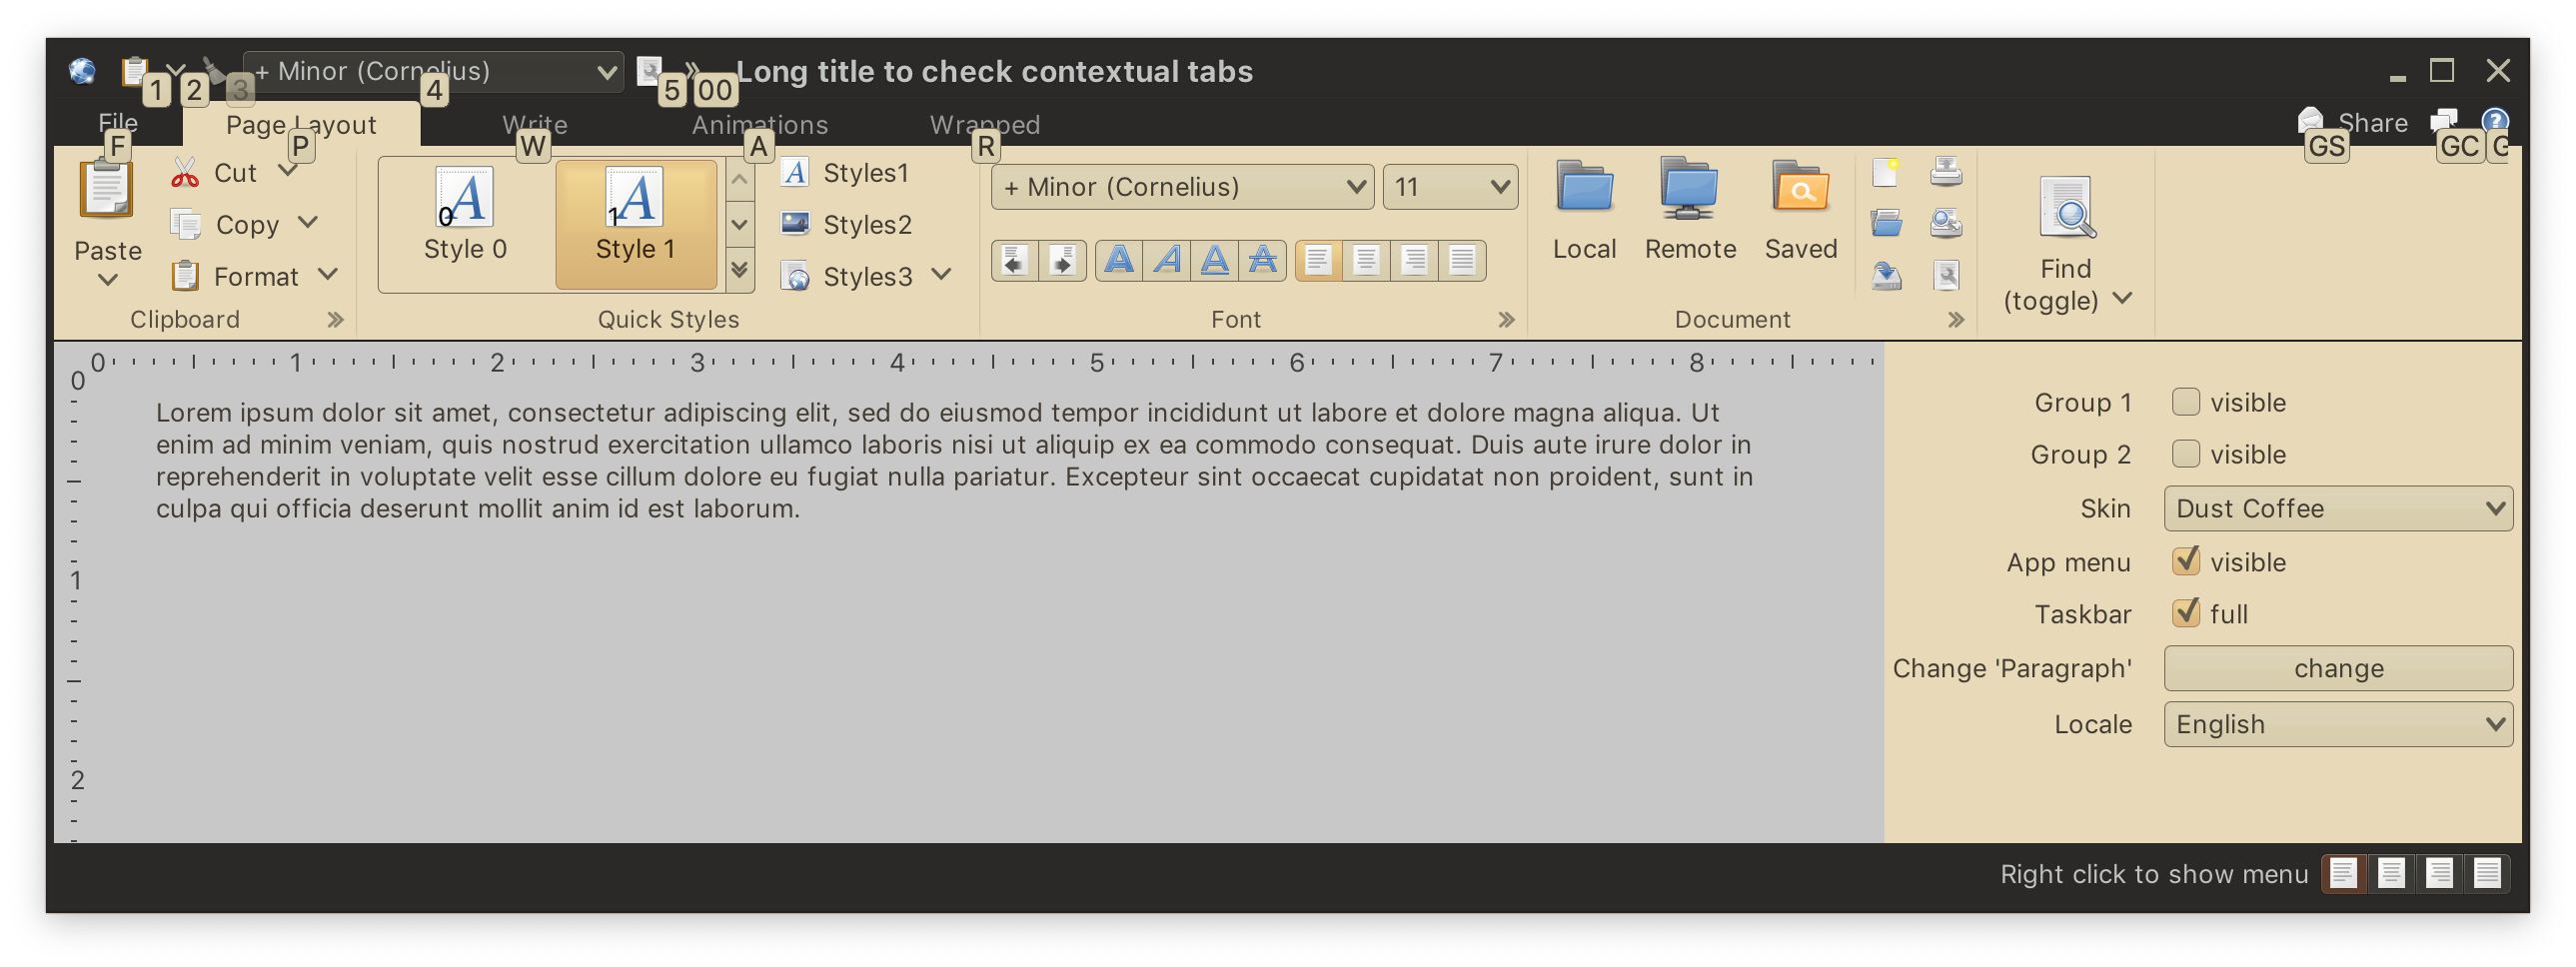 + Minor (Cornelius)
Long title to check contextual tabs
1 2 3 4 5 00
File Page Layout Write Animations Wrapped Share
F P W A R GS GC
Paste
Cut
Copy
Format
Clipboard
0 1
Style 0 Style 1
Styles1
Styles2
Styles3
Quick Styles
+ Minor (Cornelius) 11
Font
Local Remote Saved
Document
Find
(toggle)
0 1 2 3 4 5 6 7 8
0
1
2
Lorem ipsum dolor sit amet, consectetur adipiscing elit, sed do eiusmod tempor incididunt ut labore et dolore magna aliqua. Ut
enim ad minim veniam, quis nostrud exercitation ullamco laboris nisi ut aliquip ex ea commodo consequat. Duis aute irure dolor in
reprehenderit in voluptate velit esse cillum dolore eu fugiat nulla pariatur. Excepteur sint occaecat cupidatat non proident, sunt in
culpa qui officia deserunt mollit anim id est laborum.
Group 1 visible
Group 2 visible
Skin Dust Coffee
App menu visible
Taskbar full
Change 'Paragraph' change
Locale English
Right click to show menu